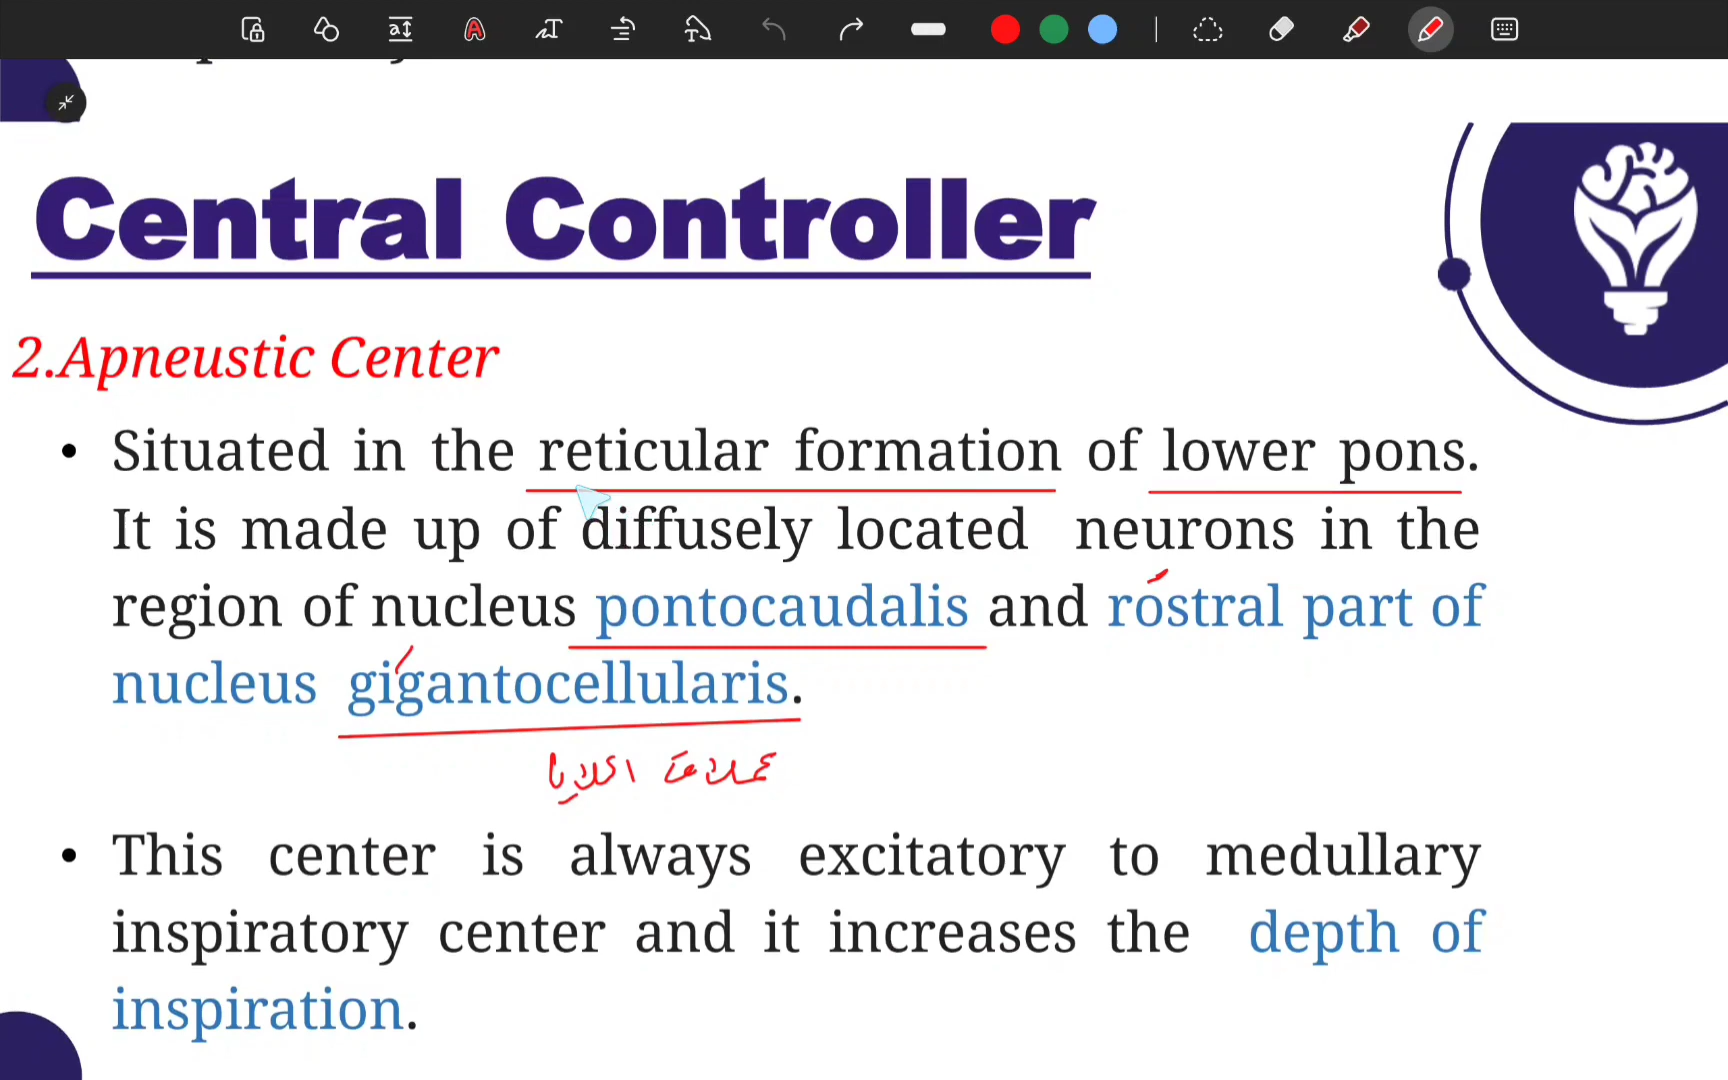 Central Controller
2.Apneustic Center
• Situated in the reticular formation of lower pons.
It is made up of diffusely located neurons in the
region of nucleus pontocaudalis and rostral part of
nucleus gigantocellularis.
عملاقة الخلايا
• This center is always excitatory to medullary
inspiratory center and it increases the depth of
inspiration.